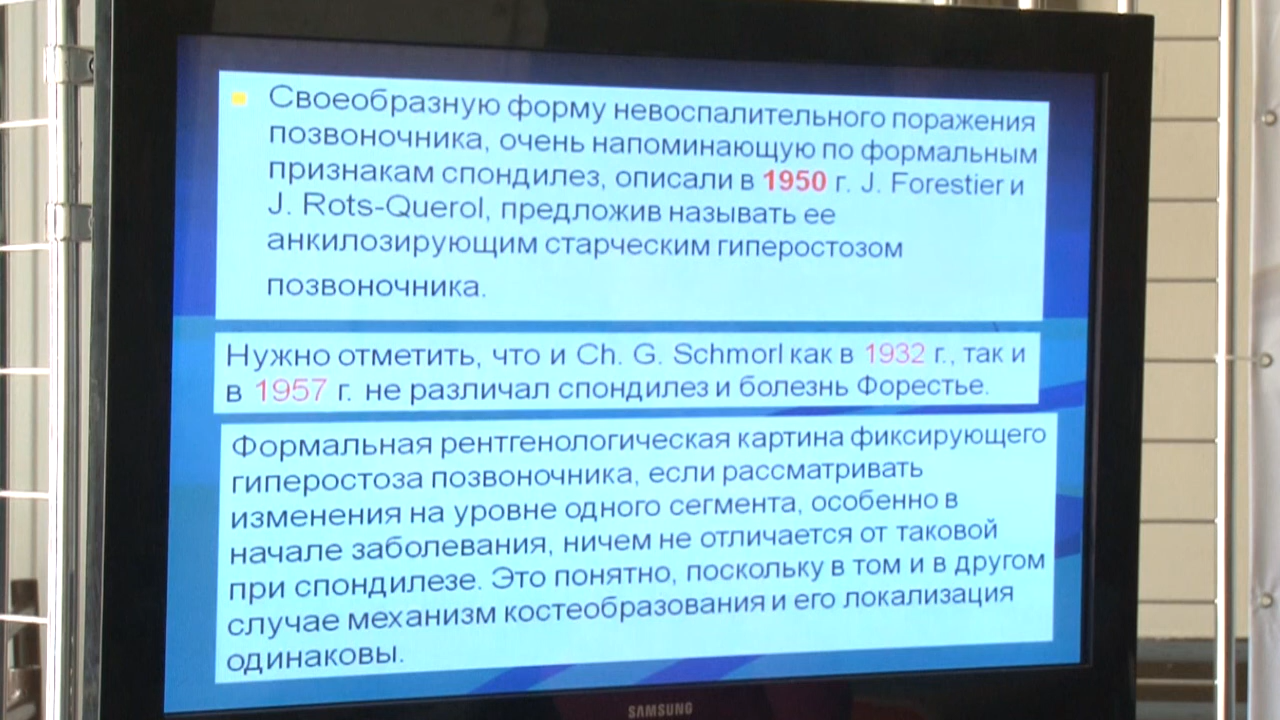 Своеобразную форму невоспалительного поражения
позвоночника, очень напоминающую по формальным
признакам спондилез, описали в 1950 г. J. Forestier и
J. Rots-Querol, предложив называть ее
анкилозирующим старческим гиперостозом
позвоночника.
Нужно отметить, что и Ch. G. Schmorl как в 1932 г., так и
в 1957 г. не различал спондилез и болезнь Форестье.
Формальная рентгенологическая картина фиксирующего
гиперостоза позвоночника, если рассматривать
изменения на уровне одного сегмента, особенно в
начале заболевания, ничем не отличается от таковой
при спондилезе. Это понятно, поскольку в том и в другом
случае механизм костеобразования и его локализация
одинаковы.
SAMSUNG